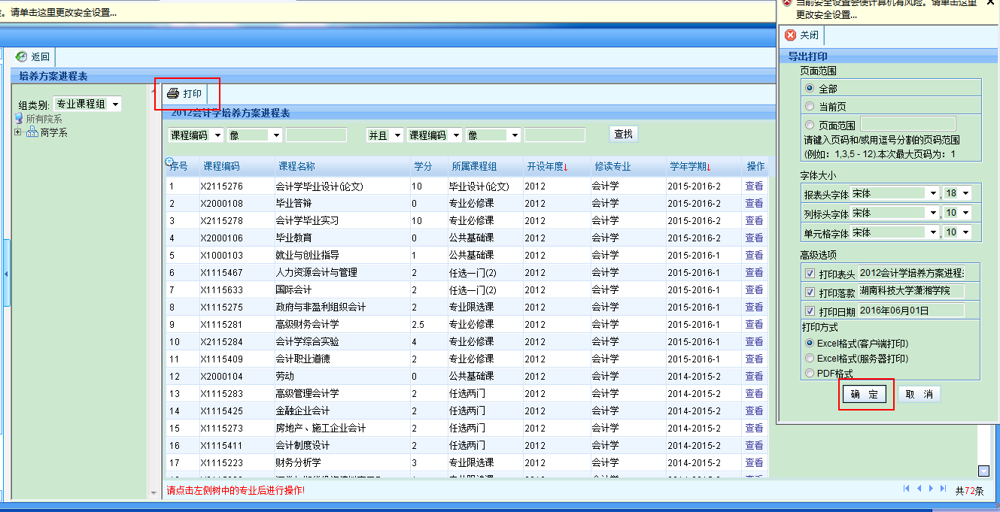 。请单击这里更改安全设置...
返回
培养方案进程表
组类别: 专业课程组
所有院系
商学系
打印
2012会计学培养方案进程表
课程编码 像 并且 课程编码 像 查找
序号 课程编码 课程名称 学分 所属课程组 开设年度↓ 修读专业 学年学期↓ 操作
1 X2115276 会计学毕业设计(论文) 10 毕业设计(论文) 2012 会计学 2015-2016-2 查看
2 X2000108 毕业答辩 0 专业必修课 2012 会计学 2015-2016-2 查看
3 X2115278 会计学毕业实习 10 专业必修课 2012 会计学 2015-2016-2 查看
4 X2000106 毕业教育 0 公共基础课 2012 会计学 2015-2016-2 查看
5 X1000103 就业与创业指导 1 公共基础课 2012 会计学 2015-2016-1 查看
6 X1115467 人力资源会计与管理 2 任选一门(2) 2012 会计学 2015-2016-1 查看
7 X1115633 国际会计 2 任选一门(2) 2012 会计学 2015-2016-1 查看
8 X1115275 政府与非盈利组织会计 2 专业限选课 2012 会计学 2015-2016-1 查看
9 X1115281 高级财务会计学 2.5 专业必修课 2012 会计学 2015-2016-1 查看
10 X2115284 会计学综合实验 4 专业必修课 2012 会计学 2015-2016-1 查看
11 X1115409 会计职业道德 2 专业必修课 2012 会计学 2015-2016-1 查看
12 X2000104 劳动 0 公共基础课 2012 会计学 2014-2015-2 查看
13 X1115283 高级管理会计学 2 任选两门 2012 会计学 2014-2015-2 查看
14 X1115425 金融企业会计 2 任选两门 2012 会计学 2014-2015-2 查看
15 X1115273 房地产、施工企业会计 2 任选两门 2012 会计学 2014-2015-2 查看
16 X1115411 会计制度设计 2 任选两门 2012 会计学 2014-2015-2 查看
17 X1115223 财务分析学 3 专业限选课 2012 会计学 2014-2015-2 查看
请点击左侧树中的专业后进行操作!
共72条
当前安全设置会使计算机有风险。请单击这里
更改安全设置...
关闭
导出打印
页面范围
全部
当前页
页面范围
请键入页码和/或用逗号分割的页码范围
(例如：1,3,5 - 12).本次最大页码为：1
字体大小
报表头字体 宋体 , 18
列标头字体 宋体 , 10
单元格字体 宋体 , 10
高级选项
打印表头 2012会计学培养方案进程
打印落款 湖南科技大学潇湘学院
打印日期 2016年06月01日
打印方式
Excel格式(客户端打印)
Excel格式(服务器打印)
PDF格式
确 定 取 消